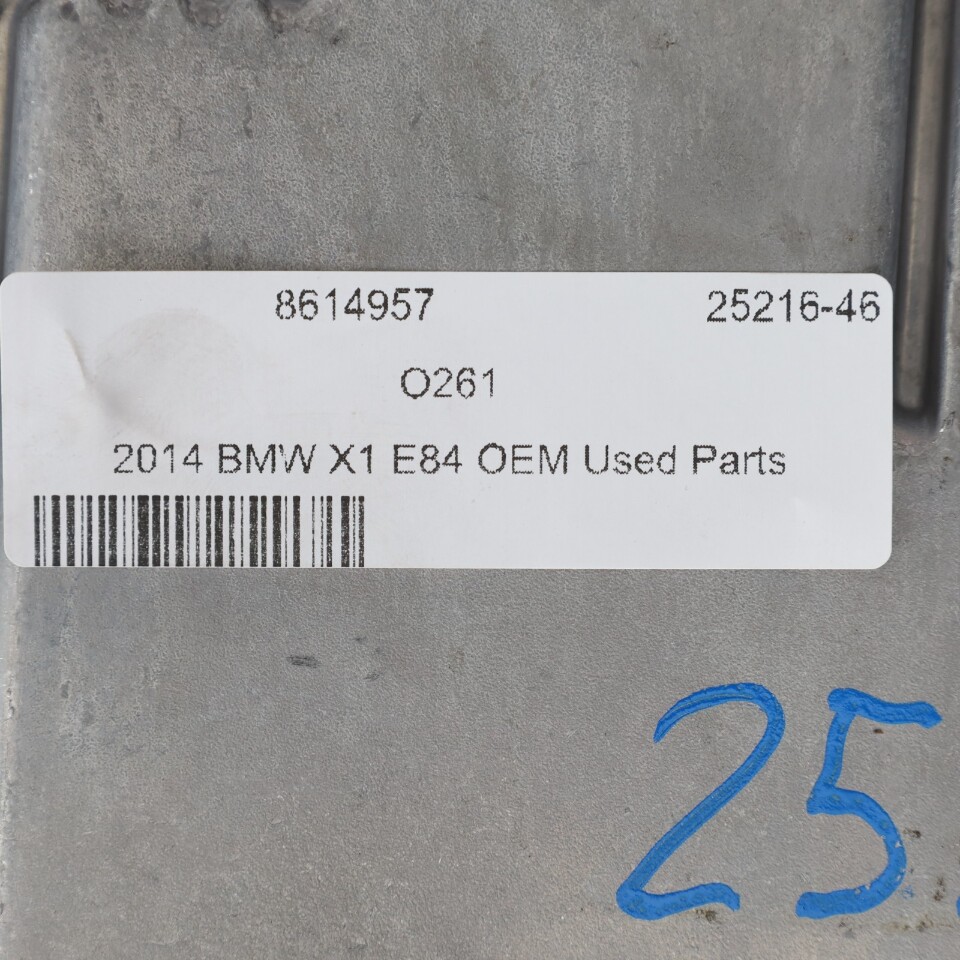 8614957 25216-46
O261
2014 BMW X1 E84 OEM Used Parts
25